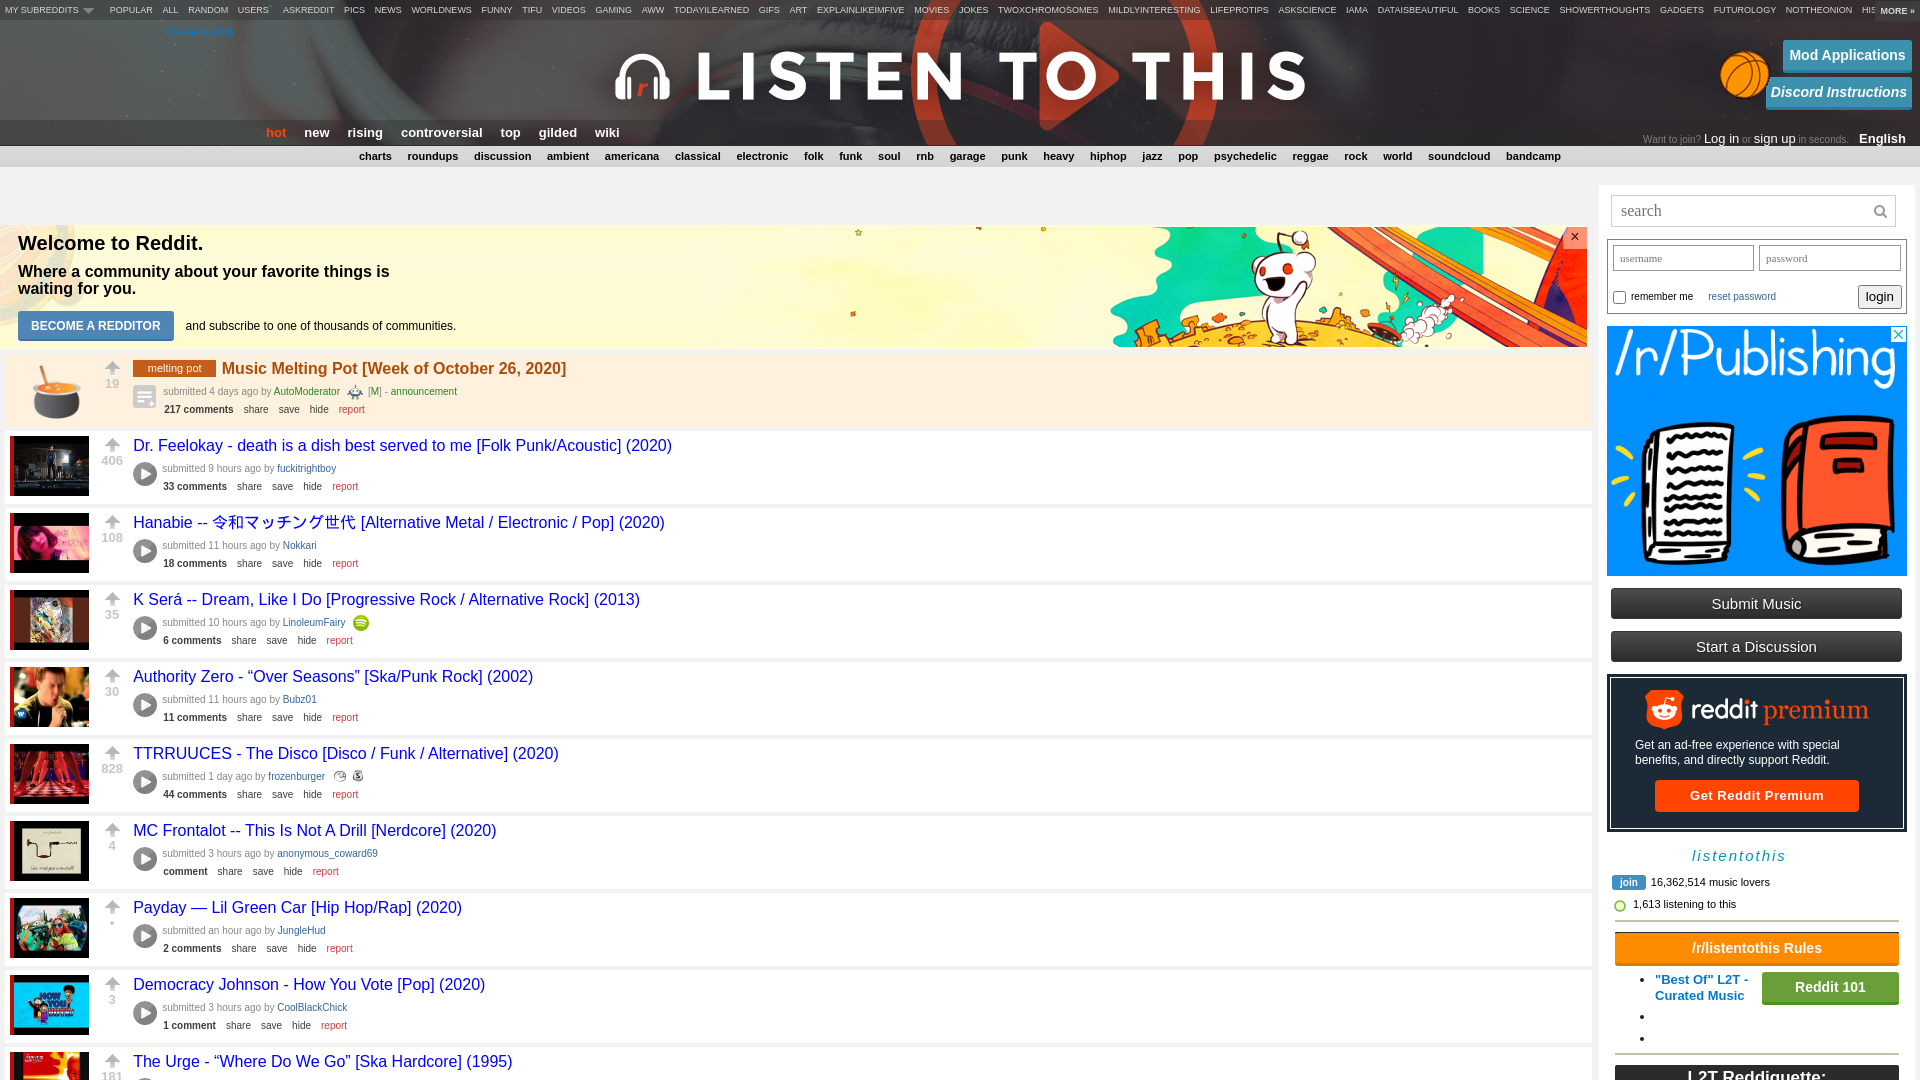 MY SUBREDDITS POPULAR ALL RANDOM USERS ASKREDDIT PICS NEWS WORLDNEWS FUNNY TIFU VIDEOS GAMING AWW TODAYILEARNED GIFS ART EXPLAINLIKEIMFIVE MOVIES JOKES TWOXCHROMOSOMES MILDLYINTERESTING LIFEPROTIPS ASKSCIENCE IAMA DATAISBEAUTIFUL BOOKS SCIENCE SHOWERTHOUGHTS GADGETS FUTUROLOGY NOTTHEONION HIS MORE »
LISTEN TO THIS
Mod Applications
Discord Instructions
hot new rising controversial top gilded wiki
Want to join? Log in or sign up in seconds. English
charts roundups discussion ambient americana classical electronic folk funk soul rnb garage punk heavy hiphop jazz pop psychedelic reggae rock world soundcloud bandcamp
Welcome to Reddit.
Where a community about your favorite things is
waiting for you.
BECOME A REDDITOR and subscribe to one of thousands of communities.
×
19
melting pot Music Melting Pot [Week of October 26, 2020]
submitted 4 days ago by AutoModerator [M] - announcement
217 comments share save hide report
406
Dr. Feelokay - death is a dish best served to me [Folk Punk/Acoustic] (2020)
submitted 9 hours ago by fuckitrightboy
33 comments share save hide report
108
Hanabie -- 令和マッチング世代 [Alternative Metal / Electronic / Pop] (2020)
submitted 11 hours ago by Nokkari
18 comments share save hide report
35
K Será -- Dream, Like I Do [Progressive Rock / Alternative Rock] (2013)
submitted 10 hours ago by LinoleumFairy
6 comments share save hide report
30
Authority Zero - “Over Seasons” [Ska/Punk Rock] (2002)
submitted 11 hours ago by Bubz01
11 comments share save hide report
828
TTRRUUCES - The Disco [Disco / Funk / Alternative] (2020)
submitted 1 day ago by frozenburger
44 comments share save hide report
4
MC Frontalot -- This Is Not A Drill [Nerdcore] (2020)
submitted 3 hours ago by anonymous_coward69
comment share save hide report
•
Payday — Lil Green Car [Hip Hop/Rap] (2020)
submitted an hour ago by JungleHud
2 comments share save hide report
3
Democracy Johnson - How You Vote [Pop] (2020)
submitted 3 hours ago by CoolBlackChick
1 comment share save hide report
181
The Urge - “Where Do We Go” [Ska Hardcore] (1995)
search
username password
remember me reset password login
/r/Publishing
Submit Music
Start a Discussion
reddit premium
Get an ad-free experience with special
benefits, and directly support Reddit.
Get Reddit Premium
listentothis
join 16,362,514 music lovers
1,613 listening to this
/r/listentothis Rules
"Best Of" L2T -
Curated Music
Reddit 101
L2T Reddiquette: